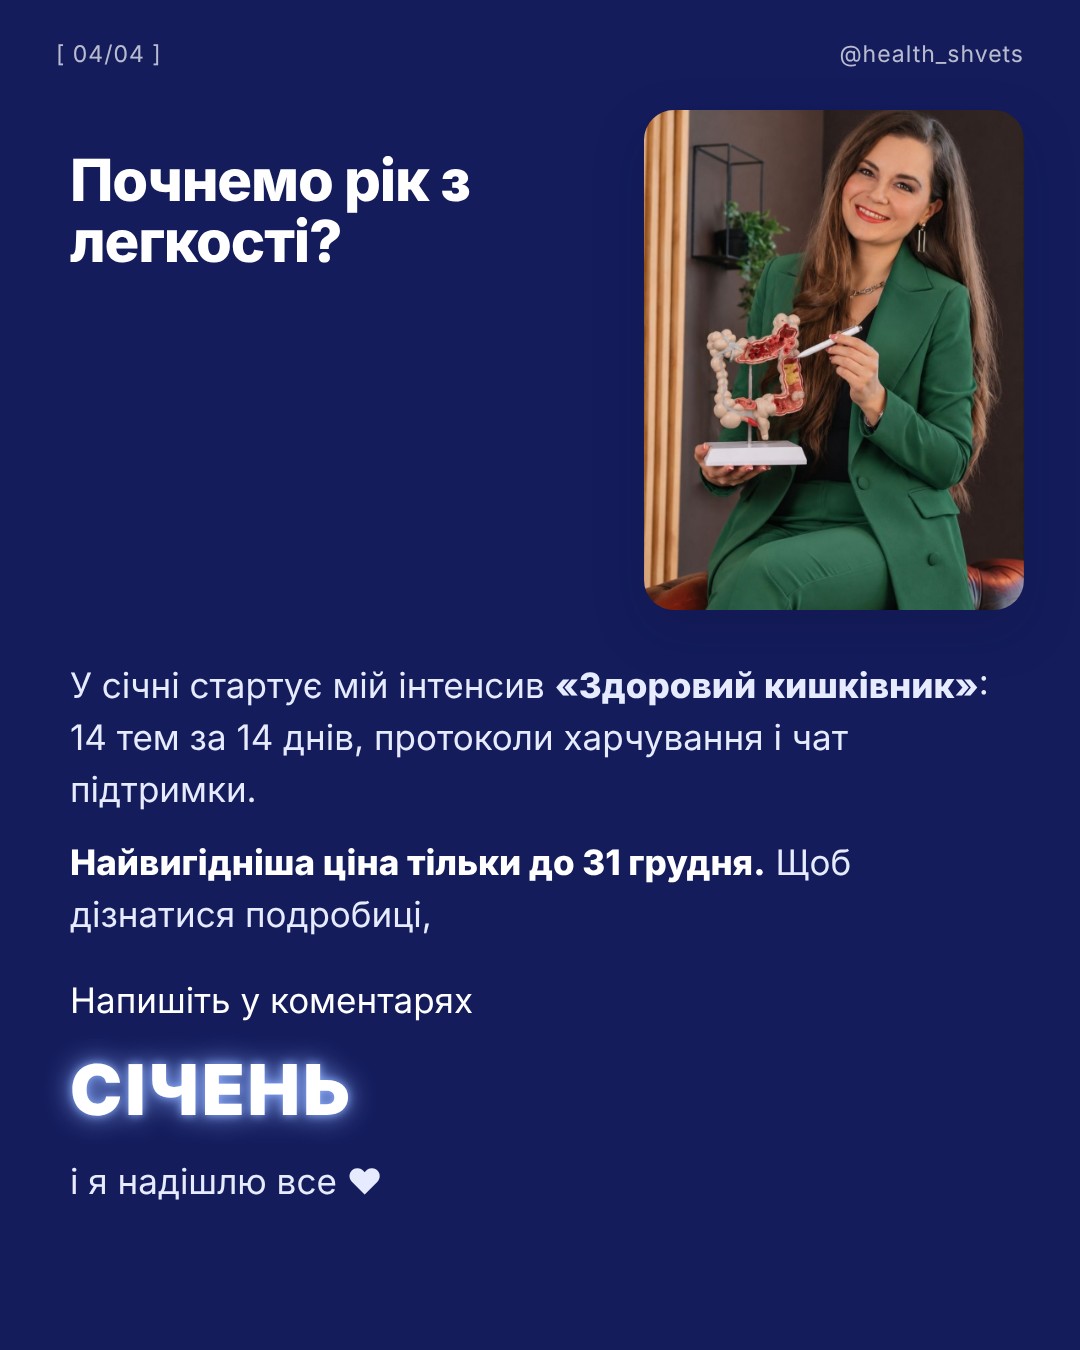 [ 04/04 ]
@health_shvets
Почнемо рік з
легкості?
У січні стартує мій інтенсив «Здоровий кишківник»:
14 тем за 14 днів, протоколи харчування і чат
підтримки.
Найвигідніша ціна тільки до 31 грудня. Щоб
дізнатися подробиці,
Напишіть у коментарях
СІЧЕНЬ
і я надішлю все ♥